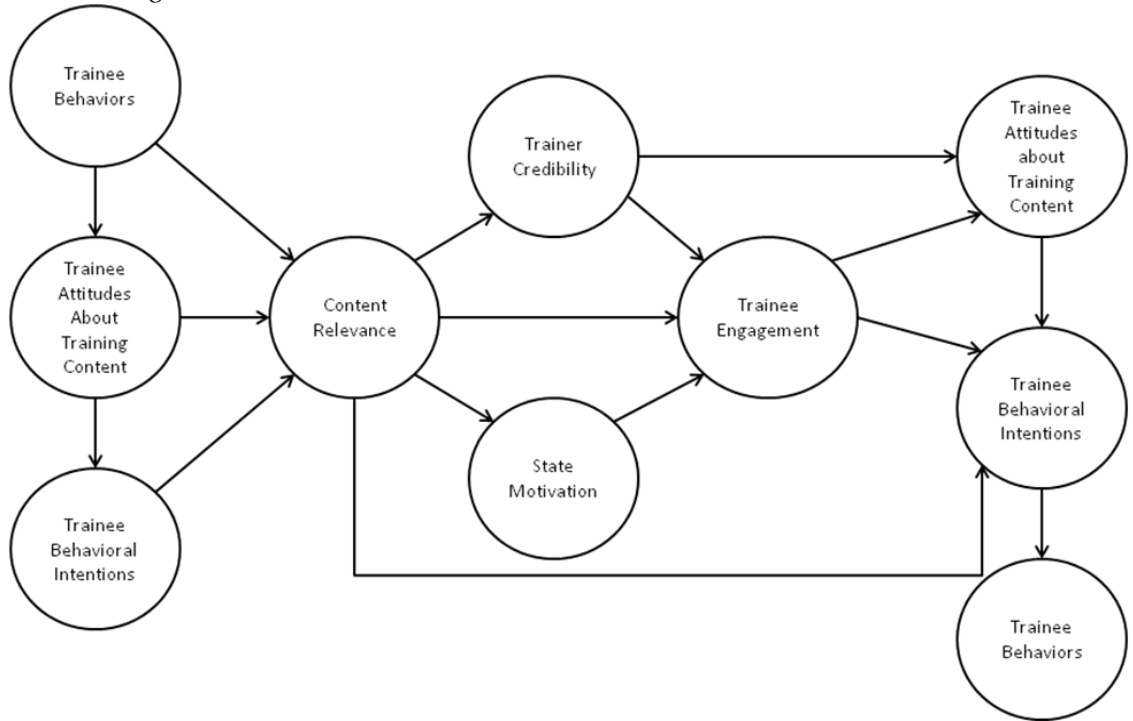 Trainee
Behaviors
Trainee
Attitudes
About
Training
Content
Trainee
Behavioral
Intentions
Content
Relevance
Trainer
Credibility
State
Motivation
Trainee
Engagement
Trainee
Attitudes
about
Training
Content
Trainee
Behavioral
Intentions
Trainee
Behaviors